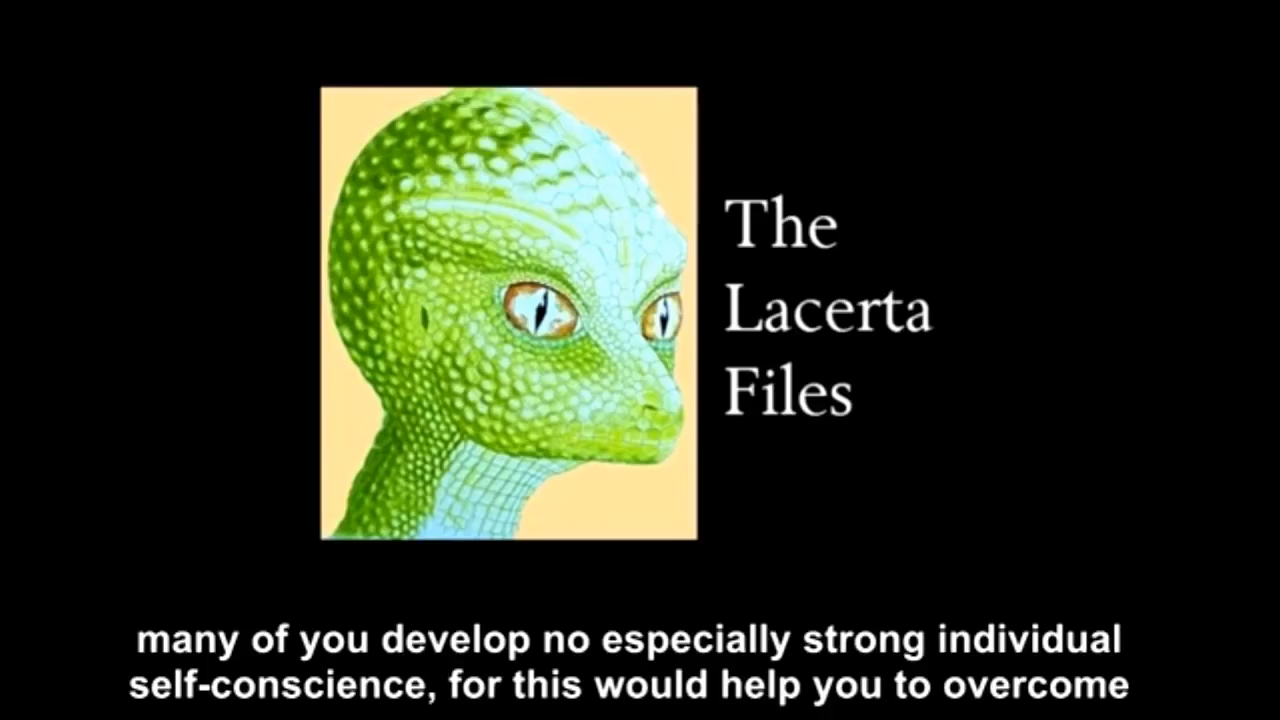 The
Lacerta
Files
many of you develop no especially strong individual
self-conscience, for this would help you to overcome